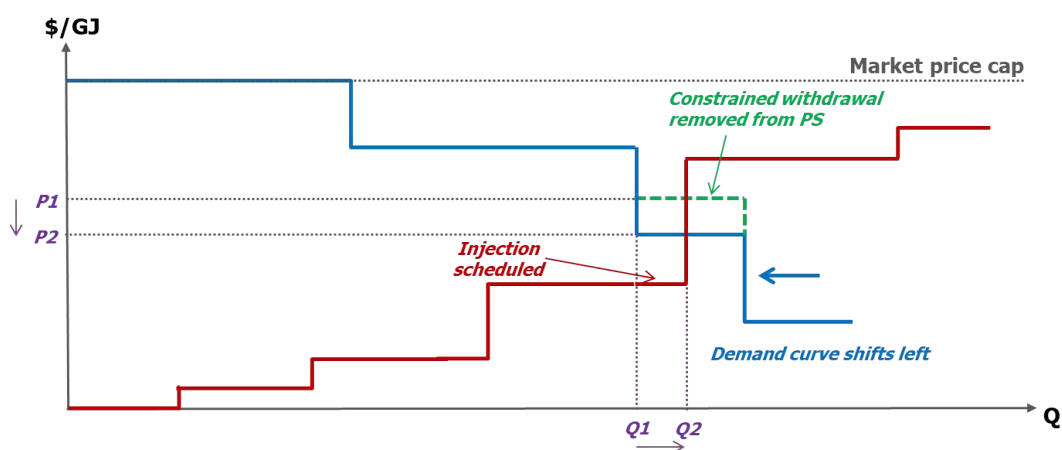 $/GJ
Market price cap
Constrained withdrawal
removed from PS
P1
P2
Injection
scheduled
Demand curve shifts left
Q
Q1
Q2